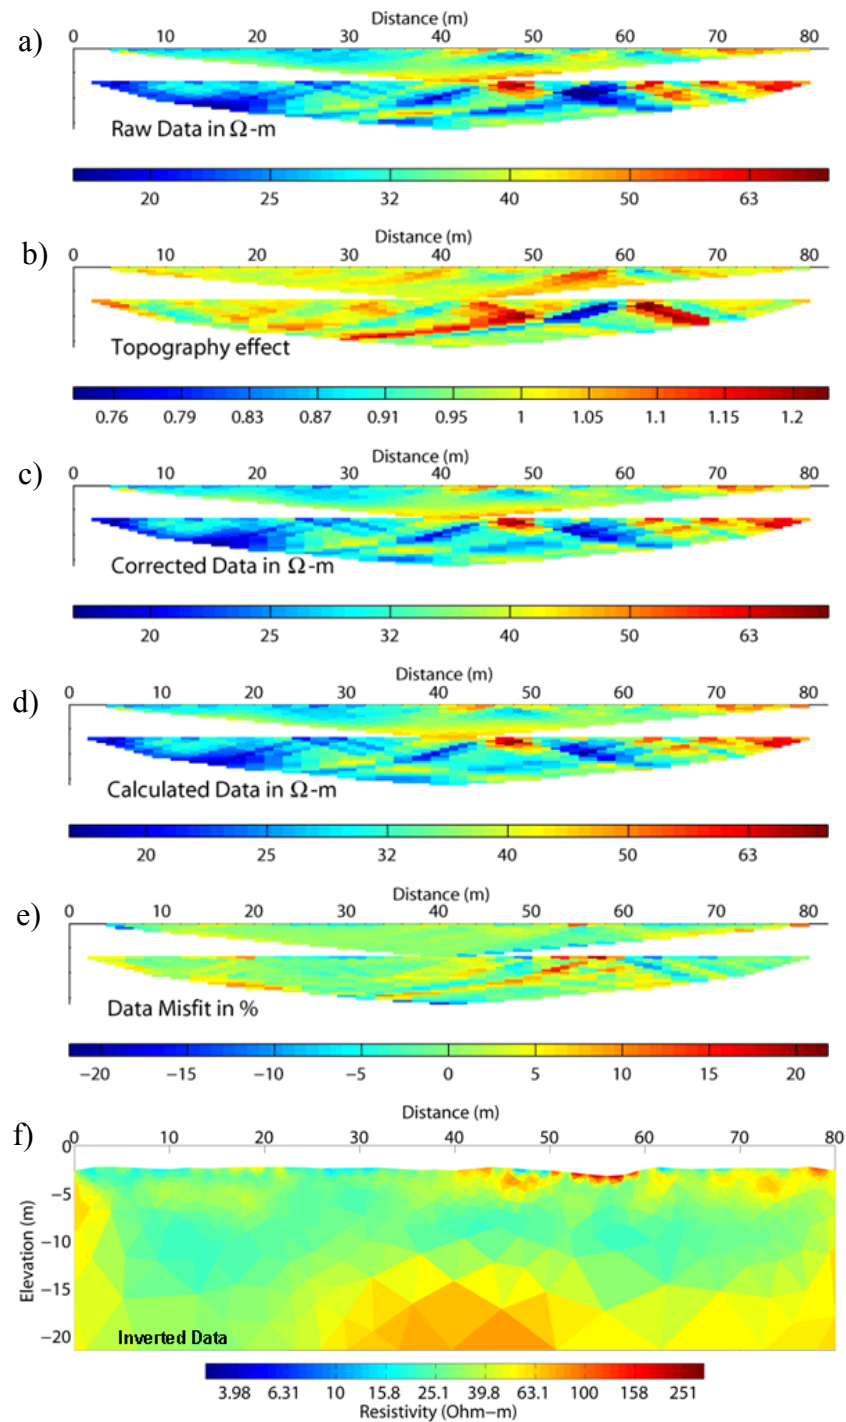 Distance (m)
a) 0 10 20 30 40 50 60 70 80
Raw Data in Ω-m
20 25 32 40 50 63
Distance (m)
b) 0 10 20 30 40 50 60 70 80
Topography effect
0.76 0.79 0.83 0.87 0.91 0.95 1 1.05 1.1 1.15 1.2
Distance (m)
c) 0 10 20 30 40 50 60 70 80
Corrected Data in Ω-m
20 25 32 40 50 63
Distance (m)
d) 0 10 20 30 40 50 60 70 80
Calculated Data in Ω-m
20 25 32 40 50 63
Distance (m)
e) 0 10 20 30 40 50 60 70 80
Data Misfit in %
−20 −15 −10 −5 0 5 10 15 20
Distance (m)
f) 0 10 20 30 40 50 60 70 80
0
−5
−10
−15
−20
Elevation (m)
Inverted Data
3.98 6.31 10 15.8 25.1 39.8 63.1 100 158 251
Resistivity (Ohm−m)